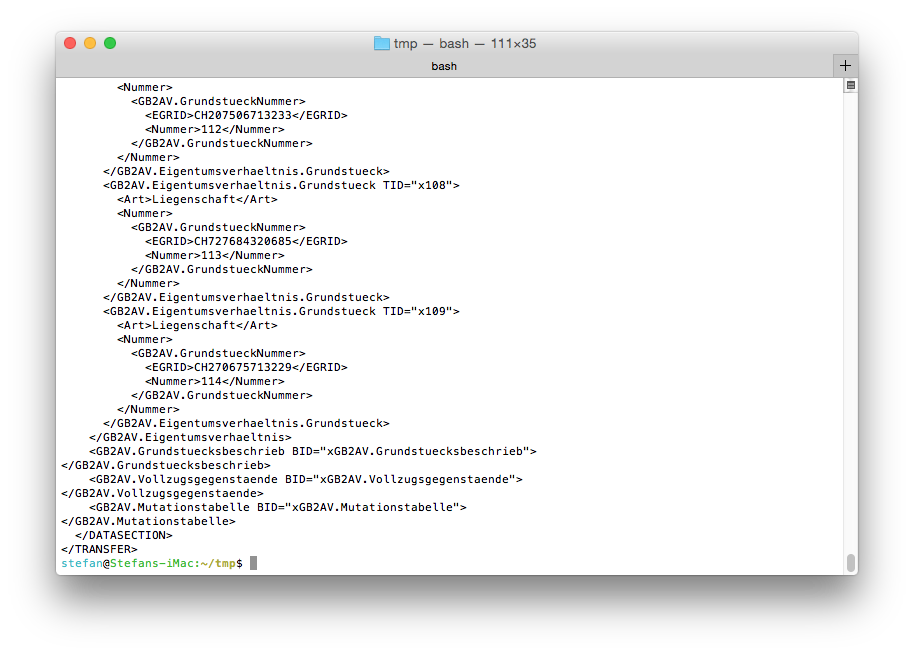 tmp — bash — 111×35
bash
<Nummer>
<GB2AV.GrundstueckNummer>
<EGRID>CH207506713233</EGRID>
<Nummer>112</Nummer>
</GB2AV.GrundstueckNummer>
</Nummer>
</GB2AV.Eigentumsverhaeltnis.Grundstueck>
<GB2AV.Eigentumsverhaeltnis.Grundstueck TID="x108">
<Art>Liegenschaft</Art>
<Nummer>
<GB2AV.GrundstueckNummer>
<EGRID>CH727684320685</EGRID>
<Nummer>113</Nummer>
</GB2AV.GrundstueckNummer>
</Nummer>
</GB2AV.Eigentumsverhaeltnis.Grundstueck>
<GB2AV.Eigentumsverhaeltnis.Grundstueck TID="x109">
<Art>Liegenschaft</Art>
<Nummer>
<GB2AV.GrundstueckNummer>
<EGRID>CH270675713229</EGRID>
<Nummer>114</Nummer>
</GB2AV.GrundstueckNummer>
</Nummer>
</GB2AV.Eigentumsverhaeltnis.Grundstueck>
</GB2AV.Eigentumsverhaeltnis>
<GB2AV.Grundstuecksbeschrieb BID="xGB2AV.Grundstuecksbeschrieb">
</GB2AV.Grundstuecksbeschrieb>
<GB2AV.Vollzugsgegenstaende BID="xGB2AV.Vollzugsgegenstaende">
</GB2AV.Vollzugsgegenstaende>
<GB2AV.Mutationstabelle BID="xGB2AV.Mutationstabelle">
</GB2AV.Mutationstabelle>
</DATASECTION>
</TRANSFER>
stefan@Stefans-iMac:~/tmp$